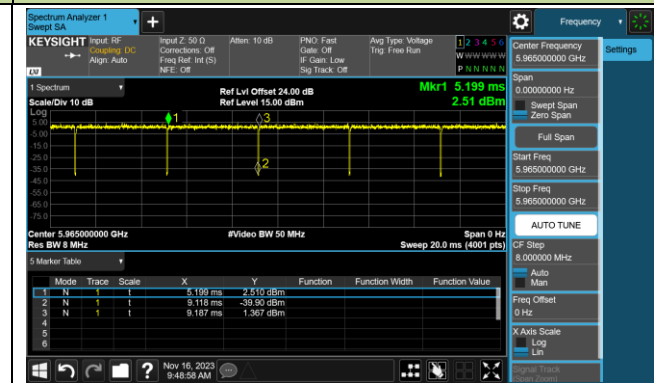 Spectrum Analyzer 1
Swept SA
+
Frequency
KEYSIGHT Input: RF
Coupling: DC
Align: Auto
Input Z: 50 Ω
Corrections: Off
Freq Ref: Int (S)
NFE: Off
Atten: 10 dB
PNO: Fast
Gate: Off
IF Gain: Low
Sig Track: Off
Avg Type: Voltage
Trig: Free Run
1 2 3 4 5 6
W W W W W W
P N N N N N
LXI
1 Spectrum
Scale/Div 10 dB
Ref Lvl Offset 24.00 dB
Ref Level 15.00 dBm
Mkr1 5.199 ms
2.51 dBm
Log
5.00
-5.00
-15.0
-25.0
-35.0
-45.0
-55.0
-65.0
-75.0
1
3
2
Center 5.965000000 GHz
Res BW 8 MHz
#Video BW 50 MHz
Span 0 Hz
Sweep 20.0 ms (4001 pts)
5 Marker Table
Mode Trace Scale X Y Function Function Width Function Value
1 N 1 t 5.199 ms 2.510 dBm
2 N 1 t 9.118 ms -39.90 dBm
3 N 1 t 9.187 ms 1.367 dBm
4
5
6
?
Nov 16, 2023
9:48:58 AM
Center Frequency
5.965000000 GHz
Settings
Span
0.00000000 Hz
Swept Span
Zero Span
Full Span
Start Freq
5.965000000 GHz
Stop Freq
5.965000000 GHz
AUTO TUNE
CF Step
8.000000 MHz
Auto
Man
Freq Offset
0 Hz
X Axis Scale
Log
Lin
Signal Track
(Span Zoom)